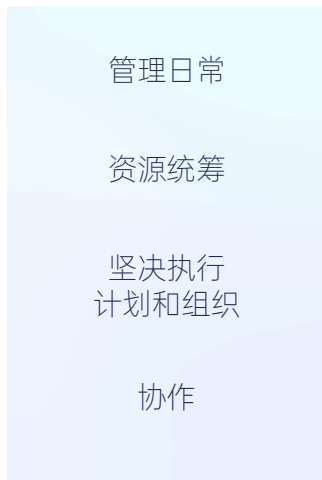 管理日常
资源统筹
坚决执行
计划和组织
协作